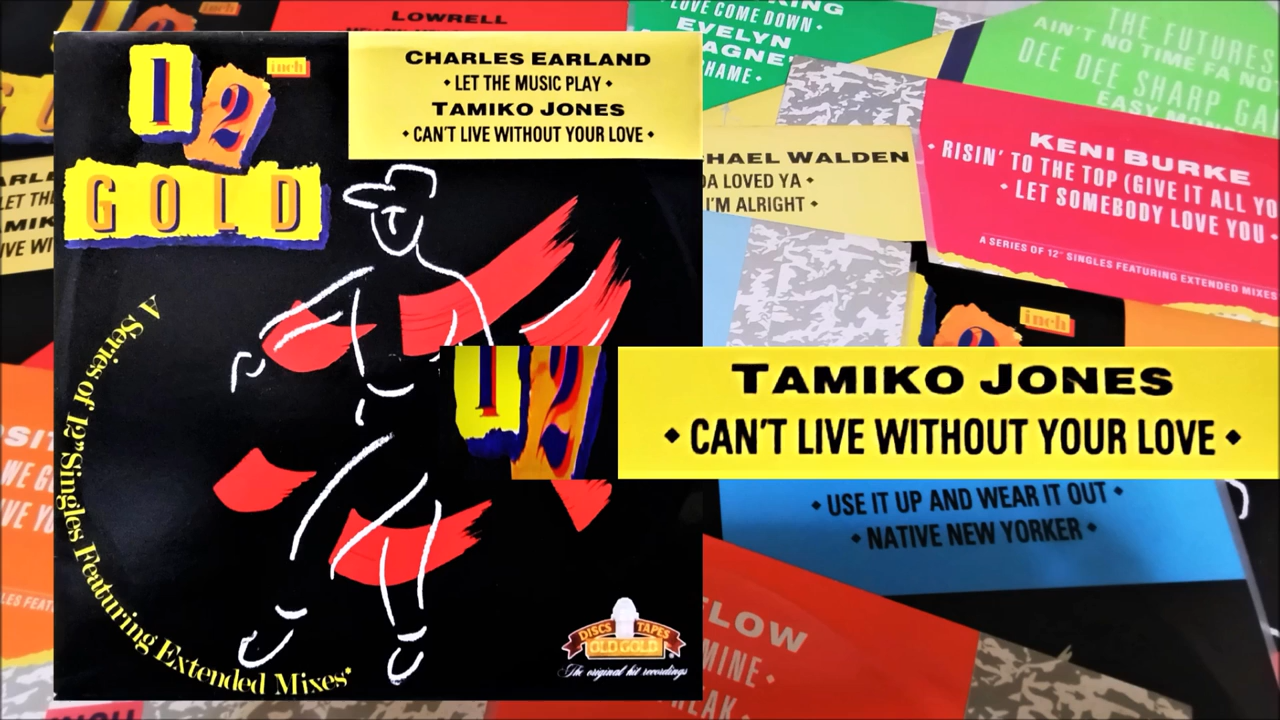 LOWRELL
12
inch
GOLD
CHARLES EARLAND
• LET THE MUSIC PLAY •
TAMIKO JONES
• CAN'T LIVE WITHOUT YOUR LOVE •
A Series of 12" Singles Featuring Extended Mixes*
DISCS TAPES
OLD GOLD
The original hit recordings
LOVE COME DOWN •
EVELYN
SHAME •
THE FUTURES
AIN'T NO TIME FA NO
DEE DEE SHARP GA
WALDEN
LOVED YA •
I'M ALRIGHT •
KENI BURKE
• RISIN' TO THE TOP (GIVE IT ALL YO
• LET SOMEBODY LOVE YOU •
A SERIES OF 12" SINGLES FEATURING EXTENDED MIXES
inch
12
TAMIKO JONES
• CAN'T LIVE WITHOUT YOUR LOVE •
• USE IT UP AND WEAR IT OUT •
• NATIVE NEW YORKER •
FLOW
MINE •